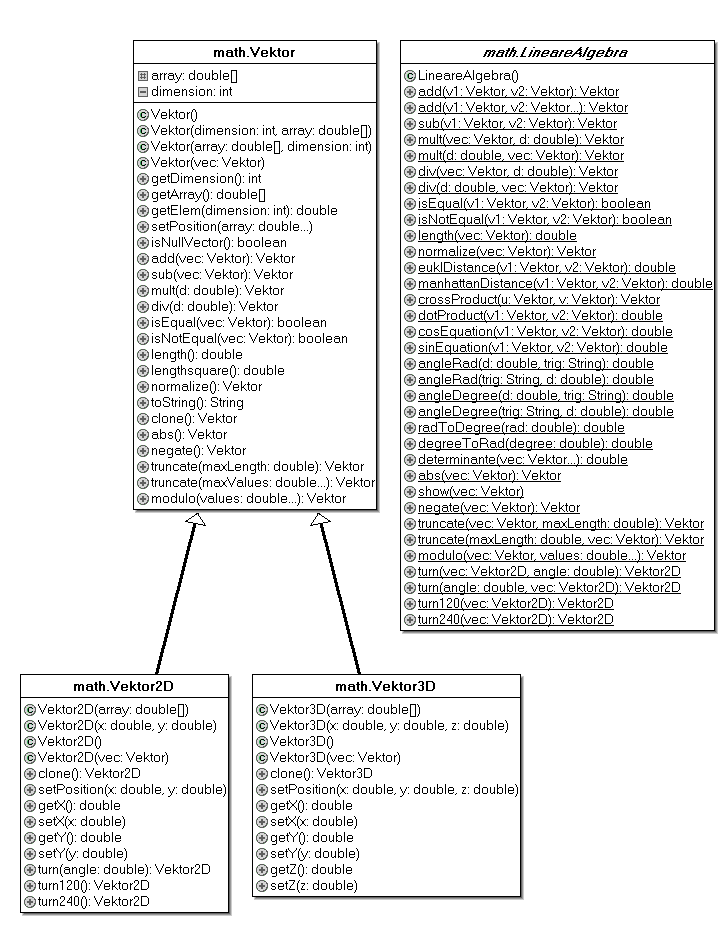 math.Vektor
array: double[]
dimension: int
Vektor()
Vektor(dimension: int, array: double[])
Vektor(array: double[], dimension: int)
Vektor(vec: Vektor)
getDimension(): int
getArray(): double[]
getElem(dimension: int): double
setPosition(array: double...)
isNullVector(): boolean
add(vec: Vektor): Vektor
sub(vec: Vektor): Vektor
mult(d: double): Vektor
div(d: double): Vektor
isEqual(vec: Vektor): boolean
isNotEqual(vec: Vektor): boolean
length(): double
lengthsquare(): double
normalize(): Vektor
toString(): String
clone(): Vektor
abs(): Vektor
negate(): Vektor
truncate(maxLength: double): Vektor
truncate(maxValues: double...): Vektor
modulo(values: double...): Vektor
math.LineareAlgebra
LineareAlgebra()
add(v1: Vektor, v2: Vektor): Vektor
add(v1: Vektor, v2: Vektor...): Vektor
sub(v1: Vektor, v2: Vektor): Vektor
mult(vec: Vektor, d: double): Vektor
mult(d: double, vec: Vektor): Vektor
div(vec: Vektor, d: double): Vektor
div(d: double, vec: Vektor): Vektor
isEqual(v1: Vektor, v2: Vektor): boolean
isNotEqual(v1: Vektor, v2: Vektor): boolean
length(vec: Vektor): double
normalize(vec: Vektor): Vektor
euklDistance(v1: Vektor, v2: Vektor): double
manhattanDistance(v1: Vektor, v2: Vektor): double
crossProduct(u: Vektor, v: Vektor): Vektor
dotProduct(v1: Vektor, v2: Vektor): double
cosEquation(v1: Vektor, v2: Vektor): double
sinEquation(v1: Vektor, v2: Vektor): double
angleRad(d: double, trig: String): double
angleRad(trig: String, d: double): double
angleDegree(d: double, trig: String): double
angleDegree(trig: String, d: double): double
radToDegree(rad: double): double
degreeToRad(degree: double): double
determinante(vec: Vektor...): double
abs(vec: Vektor): Vektor
show(vec: Vektor)
negate(vec: Vektor): Vektor
truncate(vec: Vektor, maxLength: double): Vektor
truncate(maxLength: double, vec: Vektor): Vektor
modulo(vec: Vektor, values: double...): Vektor
turn(vec: Vektor2D, angle: double): Vektor2D
turn(angle: double, vec: Vektor2D): Vektor2D
turn120(vec: Vektor2D): Vektor2D
turn240(vec: Vektor2D): Vektor2D
math.Vektor2D
Vektor2D(array: double[])
Vektor2D(x: double, y: double)
Vektor2D()
Vektor2D(vec: Vektor)
clone(): Vektor2D
setPosition(x: double, y: double)
getX(): double
setX(x: double)
getY(): double
setY(y: double)
turn(angle: double): Vektor2D
turn120(): Vektor2D
turn240(): Vektor2D
math.Vektor3D
Vektor3D(array: double[])
Vektor3D(x: double, y: double, z: double)
Vektor3D()
Vektor3D(vec: Vektor)
clone(): Vektor3D
setPosition(x: double, y: double, z: double)
getX(): double
setX(x: double)
getY(): double
setY(y: double)
getZ(): double
setZ(z: double)